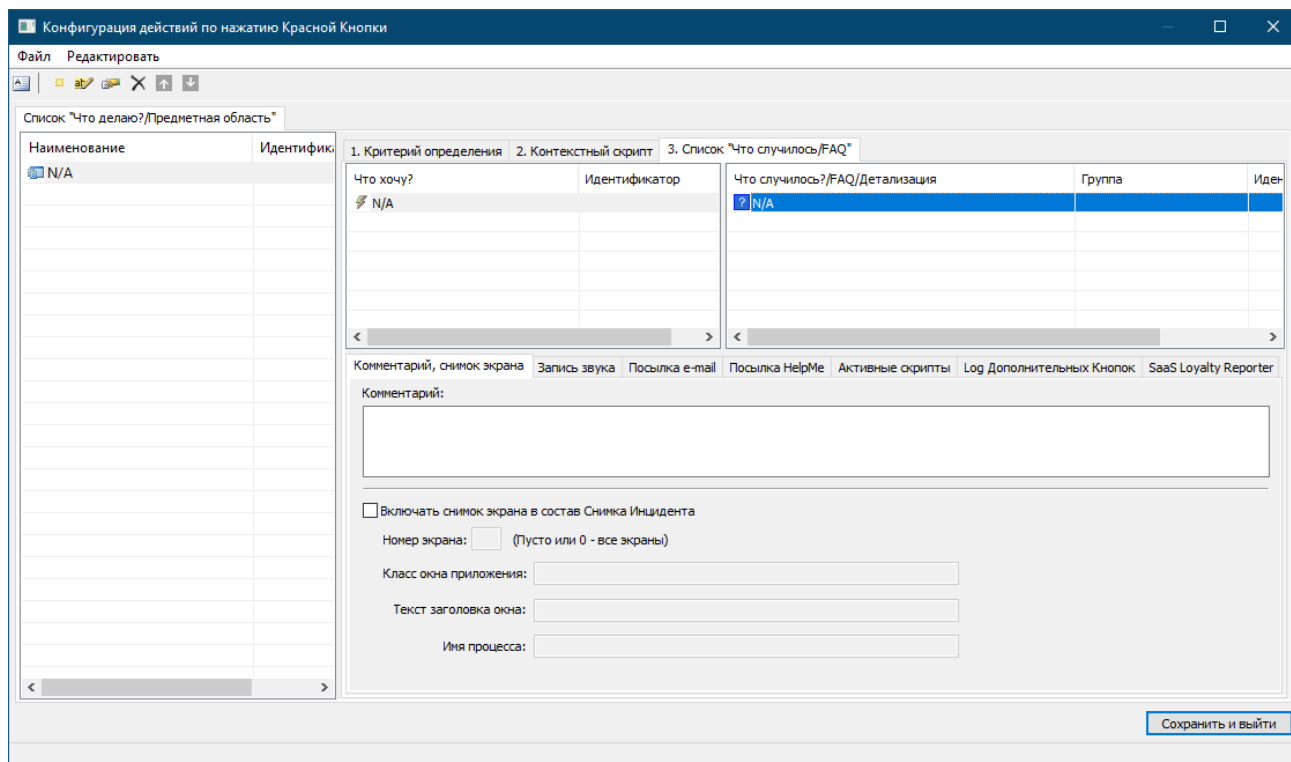 Конфигурация действий по нажатию Красной Кнопки
Файл Редактировать
Список "Что делаю?/Предметная область"
Наименование Идентифика
N/A
1. Критерий определения 2. Контекстный скрипт 3. Список "Что случилось/FAQ"
Что хочу? Идентификатор
N/A
Что случилось?/FAQ/Детализация Группа Иден
N/A
Комментарий, снимок экрана Запись звука Посылка e-mail Посылка HelpMe Активные скрипты Log Дополнительных Кнопок SaaS Loyalty Reporter
Комментарий:
Включать снимок экрана в состав Снимка Инцидента
Номер экрана: (Пусто или 0 - все экраны)
Класс окна приложения:
Текст заголовка окна:
Имя процесса:
Сохранить и выйти